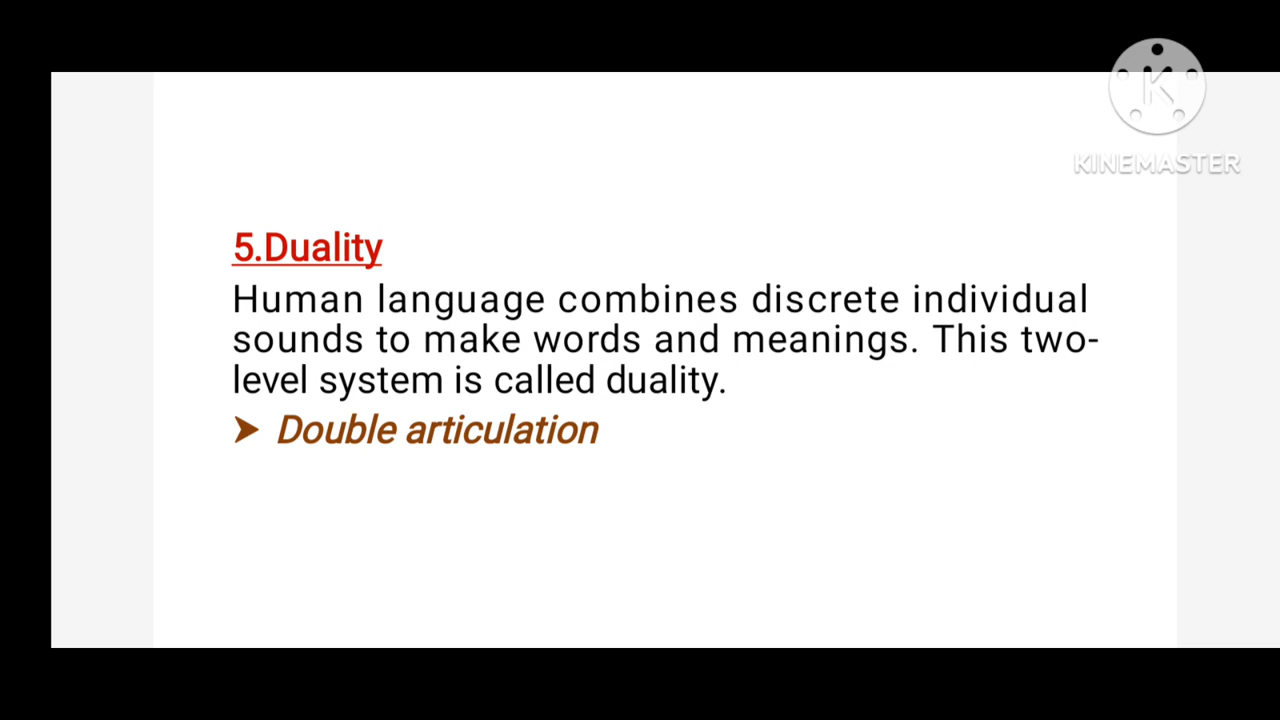 KINEMASTER
5.Duality
Human language combines discrete individual
sounds to make words and meanings. This two-
level system is called duality.
➤ Double articulation